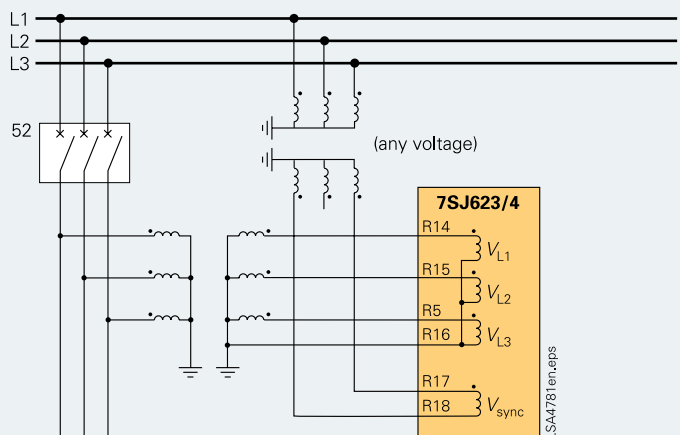 L1
L2
L3
52
(any voltage)
7SJ623/4
R14
VL1
R15
VL2
R5
R16
VL3
R17
R18
Vsync
LSA4781en.eps